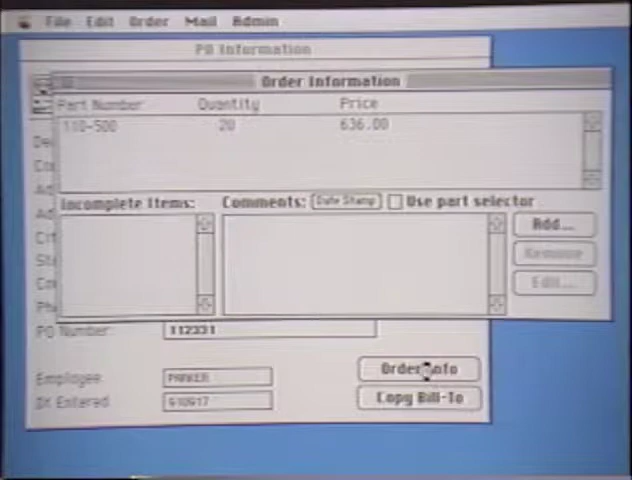 File Edit Order Mail Admin
PO Information
Order Information
Part Number Quantity Price
110-500 20 636.00
Incomplete Items: Comments: Date Stamp Use part selector
Add...
Remove
Edit...
PO Number 112331
Order Info
Employee PARKER
Dt Entered 910917
Copy Bill-To